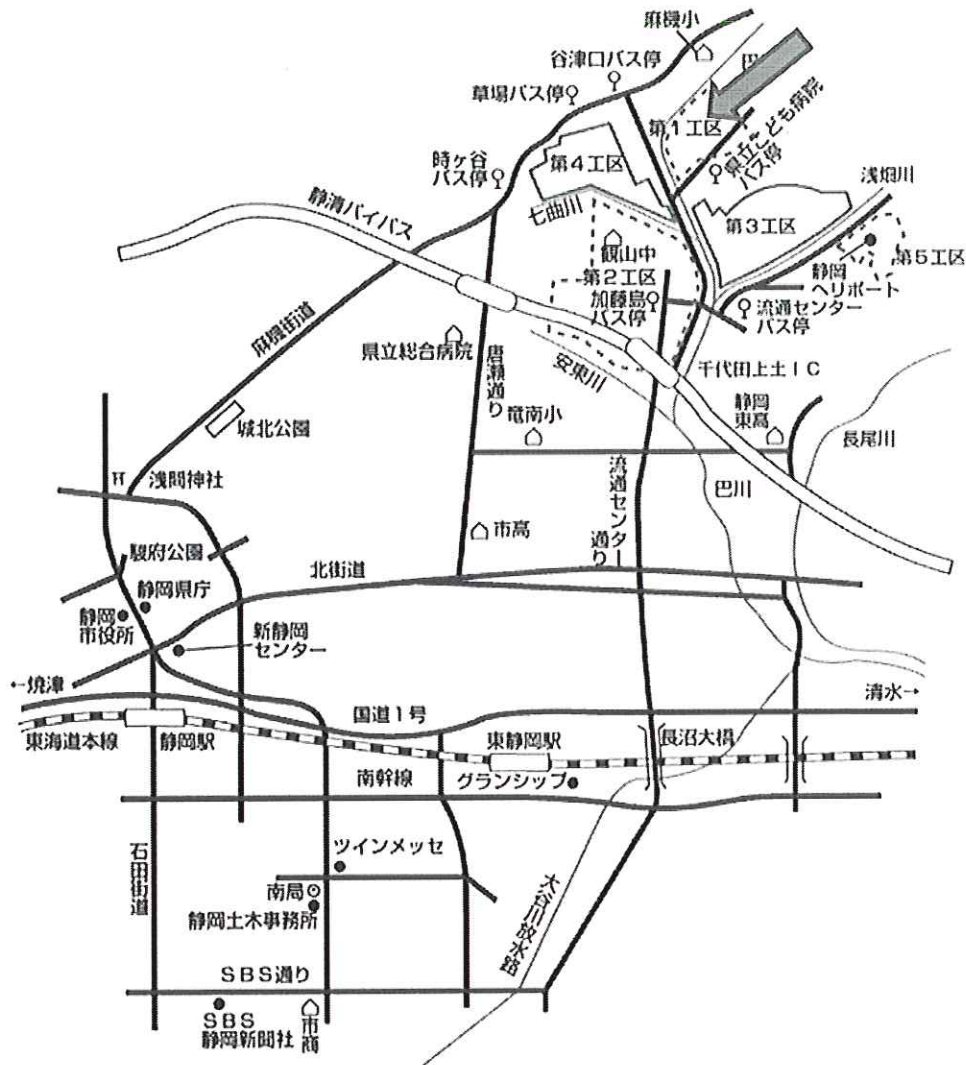 麻機小
谷津口バス停
草場バス停
第1工区
県立こども病院
バス停
時ヶ谷
バス停
第4工区
浅畑川
静清バイパス
七曲川
第3工区
観山中
第5工区
第2工区
静岡
ヘリポート
加藤島
バス停
流通センター
バス停
麻機街道
県立総合病院
唐瀬通り
安東川
千代田上土IC
城北公園
竜南小
静岡
東高
長尾川
浅間神社
流通センター
通り
巴川
市高
駿府公園
北街道
静岡県庁
静岡
市役所
新静岡
センター
←焼津
清水→
国道1号
東海道本線
静岡駅
東静岡駅
長沼大橋
南幹線
グランシップ
石田街道
ツインメッセ
南局
静岡土木事務所
大谷川放水路
SBS通り
SBS
静岡新聞社
市商